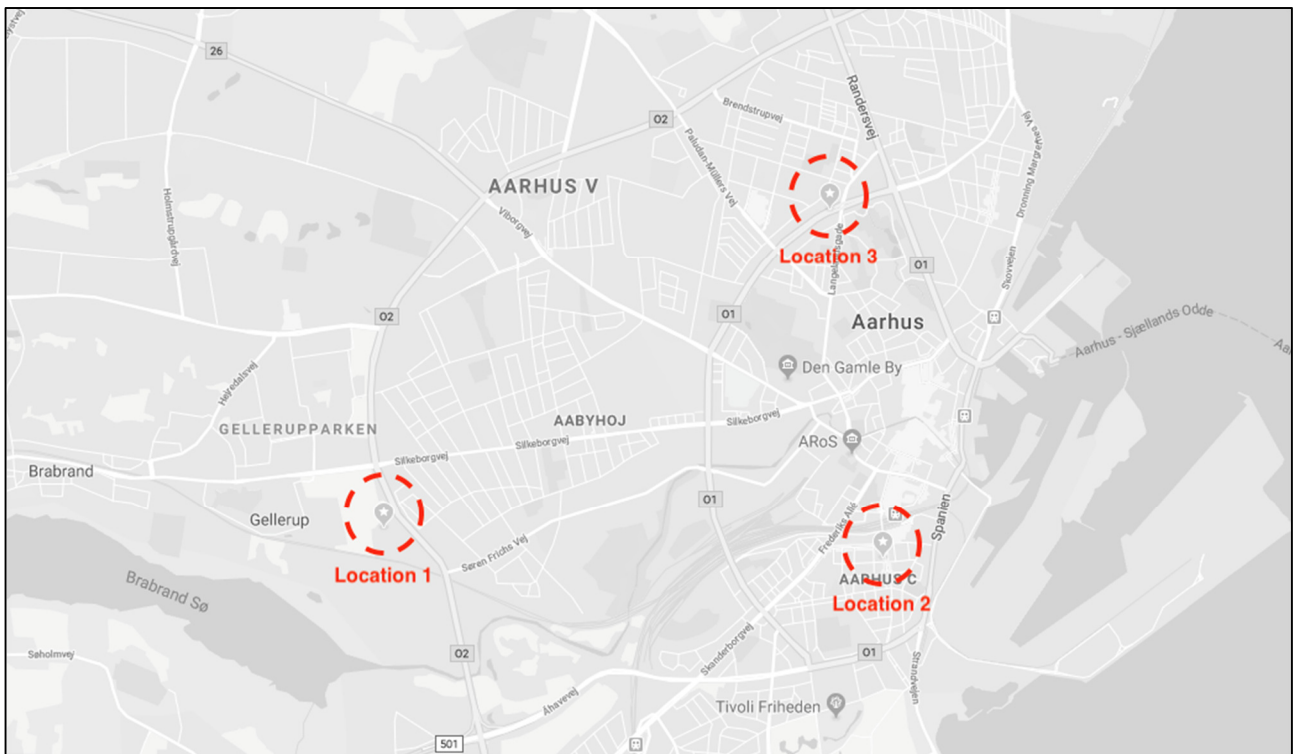 26
O2
Brendstrupvej
Randersvej
Dronning Margrethes Vej
Paludan-Müllers Vej
AARHUS V
Holmstrupgårdvej
Viborgvej
Location 3
Langelandsgade
O1
Skovvejen
O2
O1
Aarhus
Aarhus - Sjællands Odde
Den Gamle By
Hejredalsvej
GELLERUPPARKEN
AABYHOJ
Silkeborgvej
Silkeborgvej
Silkeborgvej
ARoS
Brabrand
O1
Gellerup
Spanien
Frederiks Allé
Søren Frichs Vej
Location 1
AARHUS C
Location 2
Brabrand Sø
Søholmvej
O2
O1
Skanderborgvej
Strandvejen
Åhavevej
Tivoli Friheden
501